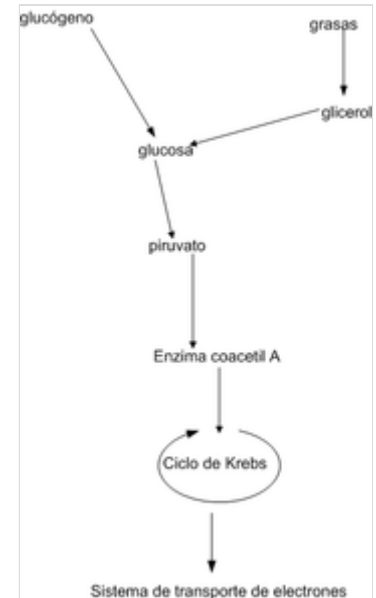 glucógeno
grasas
glicerol
glucosa
piruvato
Enzima coacetil A
Ciclo de Krebs
Sistema de transporte de electrones